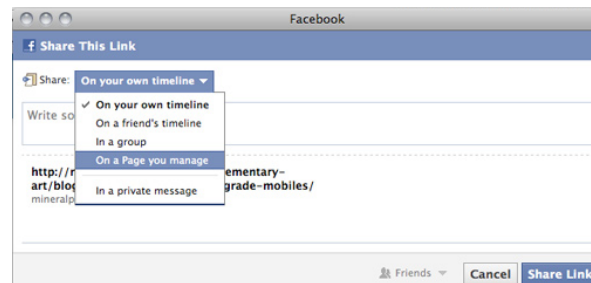 Facebook
Share This Link
Share: On your own timeline
On your own timeline
Write so
On a friend's timeline
In a group
On a Page you manage
http://r ementary-
art/blog grade-mobiles/
In a private message
mineralp
Friends Cancel Share Link